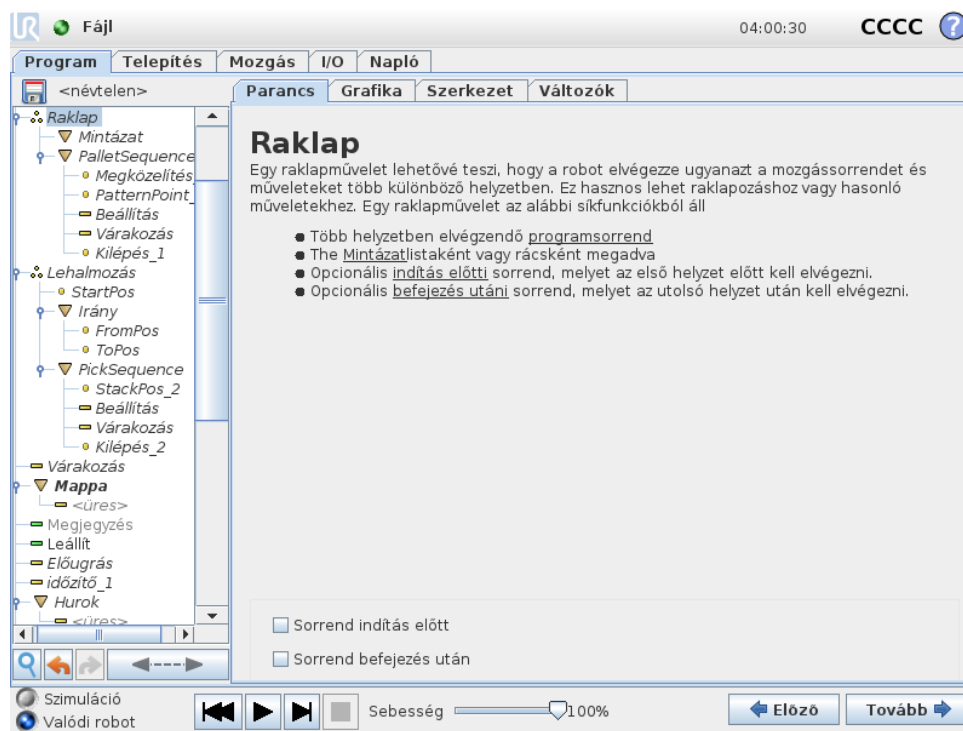 UR Fájl 04:00:30 CCCC ?
Program Telepítés Mozgás I/O Napló
<névtelen>
Parancs Grafika Szerkezet Változók
Raklap
Mintázat
PalletSequence
Megközelítés_
PatternPoint_
Beállítás
Várakozás
Kilépés_1
Lehalmozás
StartPos
Irány
FromPos
ToPos
PickSequence
StackPos_2
Beállítás
Várakozás
Kilépés_2
Várakozás
Mappa
<üres>
Megjegyzés
Leállít
Előugrás
időzítő_1
Hurok
<üres>
Raklap
Egy raklapművelet lehetővé teszi, hogy a robot elvégezze ugyanazt a mozgássorrendet és
műveleteket több különböző helyzetben. Ez hasznos lehet raklapozáshoz vagy hasonló
műveletekhez. Egy raklapművelet az alábbi síkfunkciókból áll
Több helyzetben elvégzendő programsorrend
The Mintázatlistaként vagy rácsként megadva
Opcionális indítás előtti sorrend, melyet az első helyzet előtt kell elvégezni.
Opcionális befejezés utáni sorrend, melyet az utolsó helyzet után kell elvégezni.
Sorrend indítás előtt
Sorrend befejezés után
Szimuláció
Valódi robot
Sebesség 100%
Előző Tovább